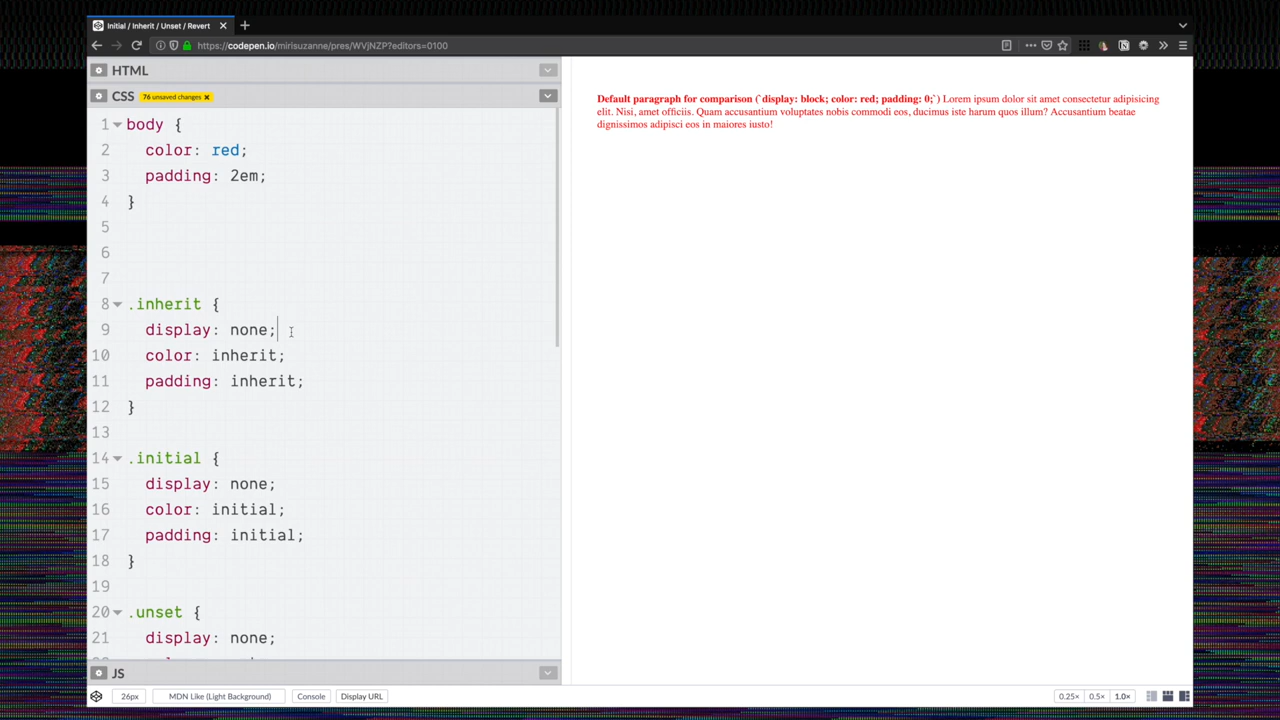 Initial / Inherit / Unset / Revert
https://codepen.io/mirisuzanne/pres/WVjNZP?editors=0100
HTML
CSS 76 unsaved changes ×
1 body {
2 color: red;
3 padding: 2em;
4 }
5
6
7
8 .inherit {
9 display: none;
10 color: inherit;
11 padding: inherit;
12 }
13
14 .initial {
15 display: none;
16 color: initial;
17 padding: initial;
18 }
19
20 .unset {
21 display: none;
JS
26px MDN Like (Light Background) Console Display URL
Default paragraph for comparison (`display: block; color: red; padding: 0;`) Lorem ipsum dolor sit amet consectetur adipisicing
elit. Nisi, amet officiis. Quam accusantium voluptates nobis commodi eos, ducimus iste harum quos illum? Accusantium beatae
dignissimos adipisci eos in maiores iusto!
0.25× 0.5× 1.0×